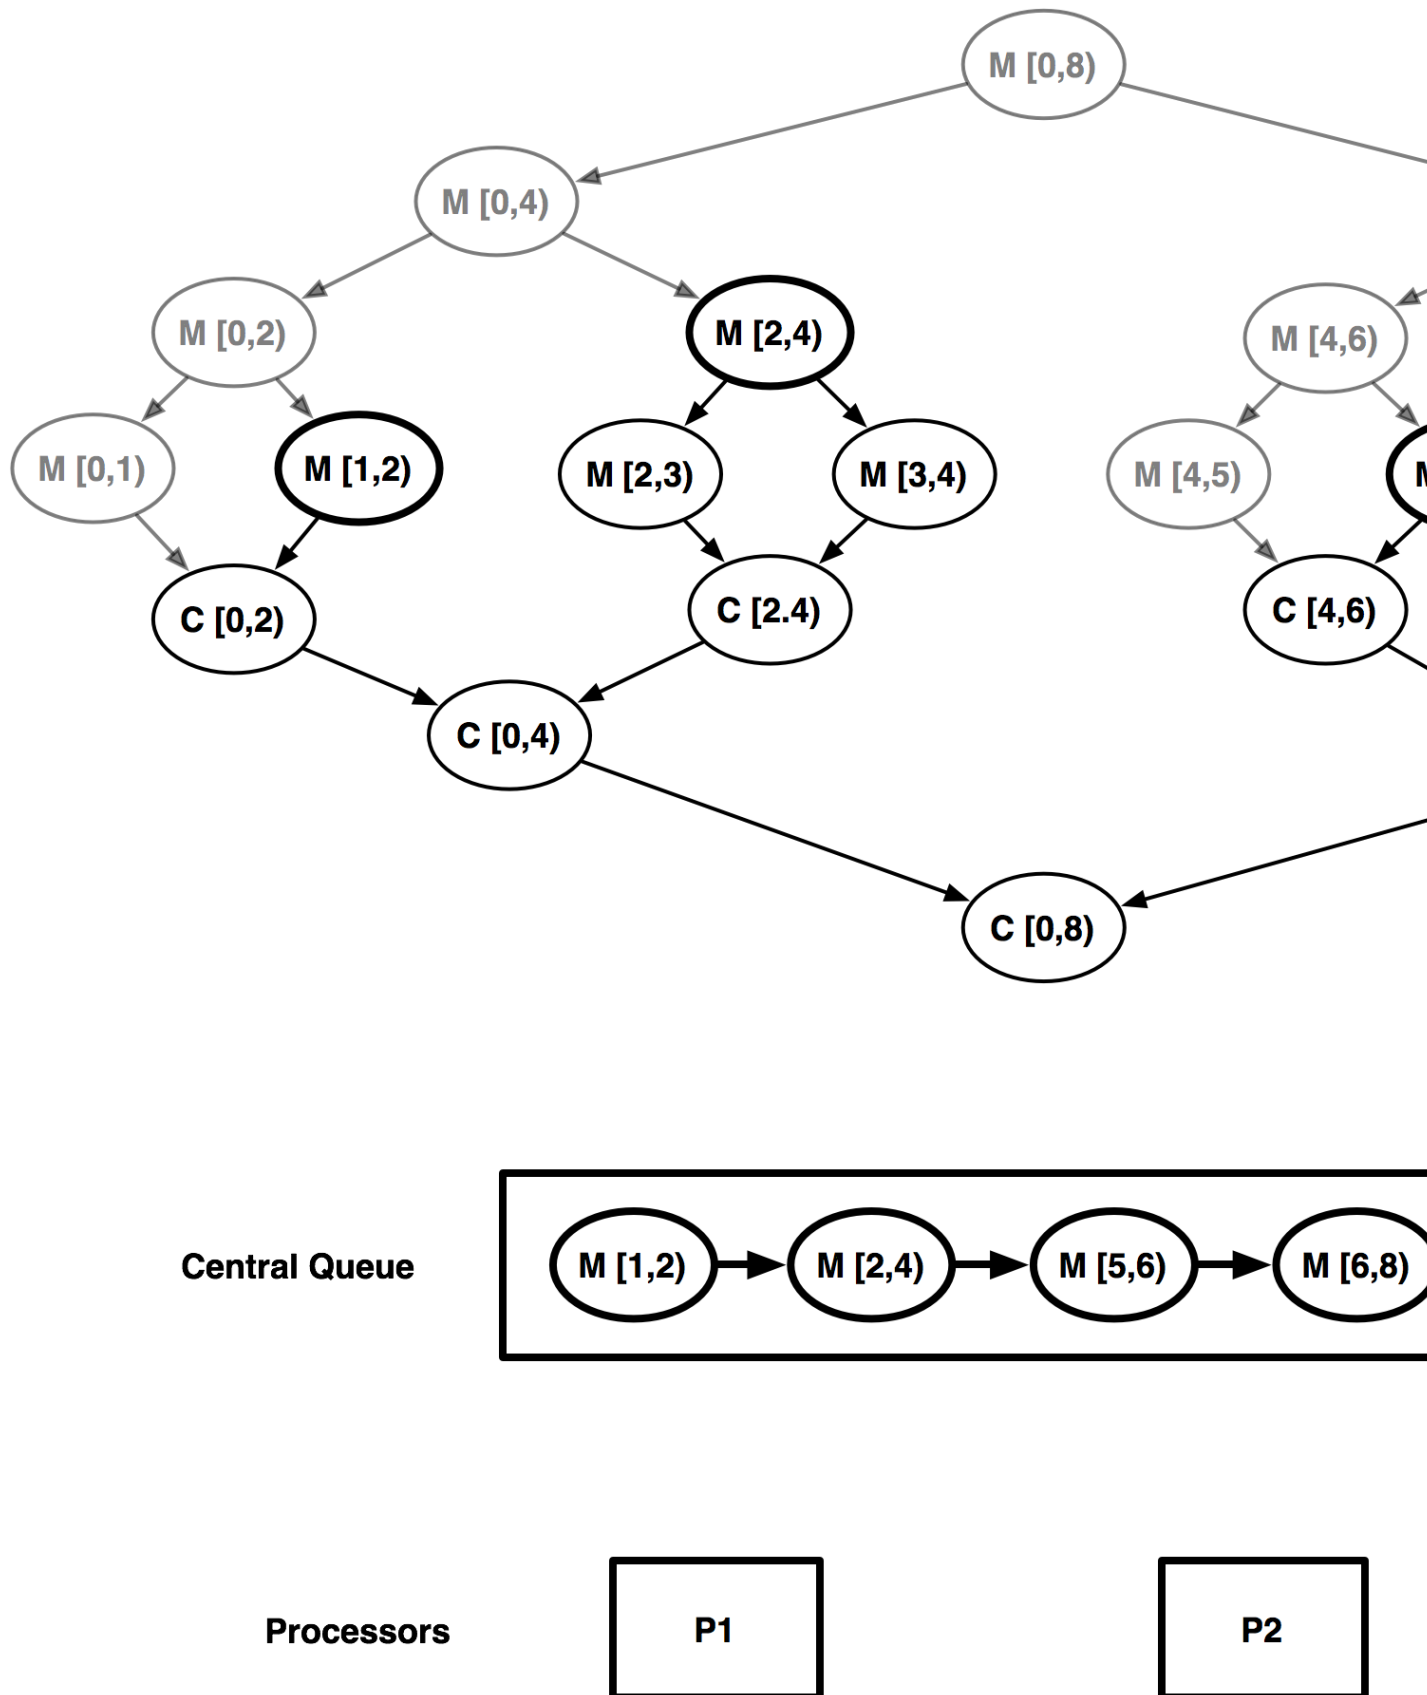 M [0,8)
M [0,4)
M [0,2)
M [2,4)
M [4,6)
M [0,1)
M [1,2)
M [2,3)
M [3,4)
M [4,5)
M
C [0,2)
C [2.4)
C [4,6)
C [0,4)
C [0,8)
Central Queue
M [1,2)
M [2,4)
M [5,6)
M [6,8)
Processors
P1
P2